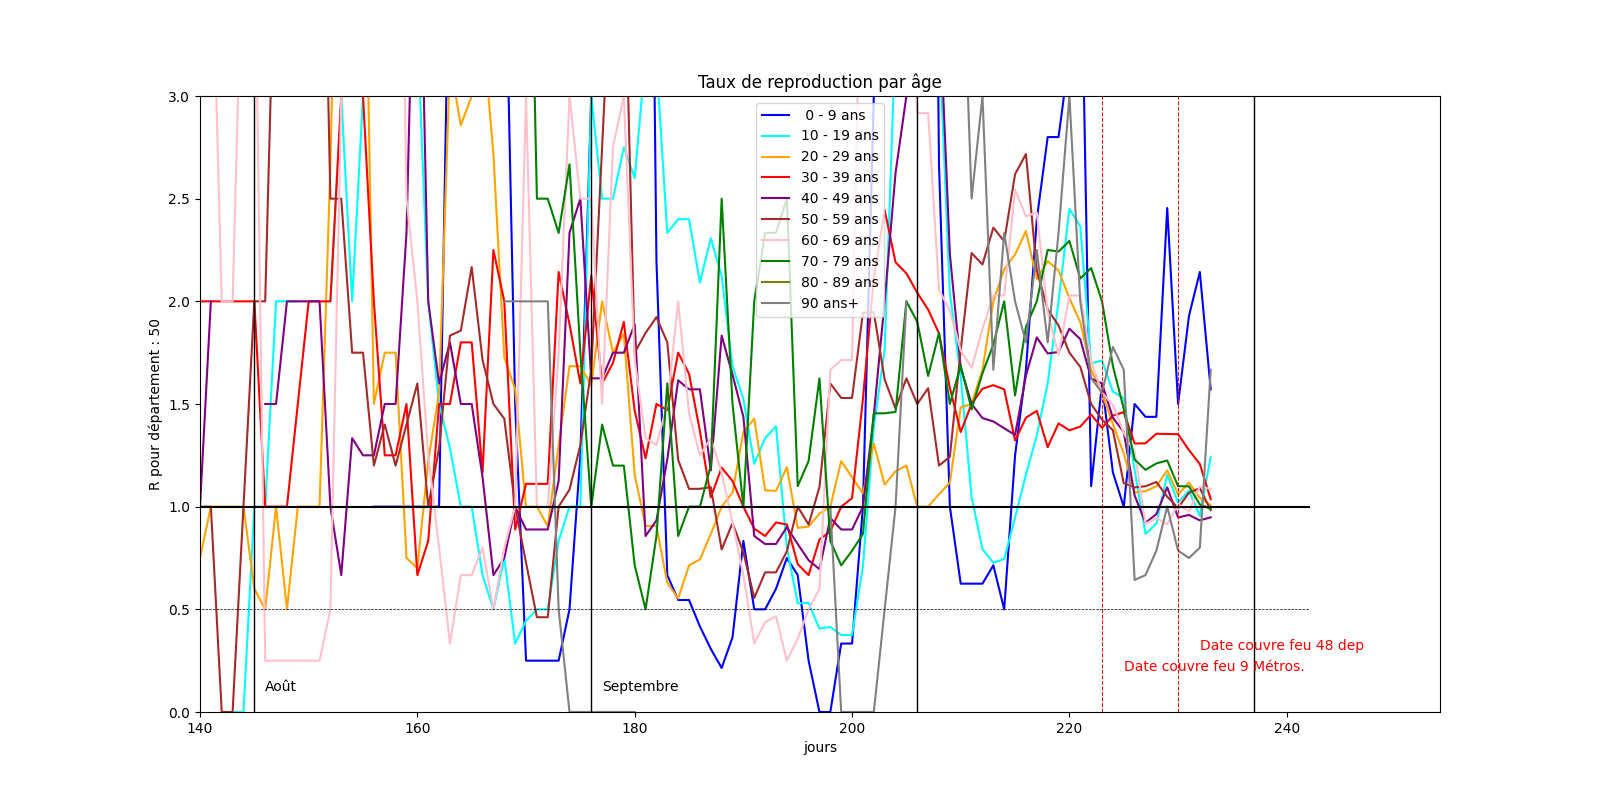 Taux de reproduction par âge
R pour département : 50
3.0
2.5
2.0
1.5
1.0
0.5
0.0
0 - 9 ans
10 - 19 ans
20 - 29 ans
30 - 39 ans
40 - 49 ans
50 - 59 ans
60 - 69 ans
70 - 79 ans
80 - 89 ans
90 ans+
Date couvre feu 48 dep
Date couvre feu 9 Métros.
Août
Septembre
140
160
180
200
220
240
jours